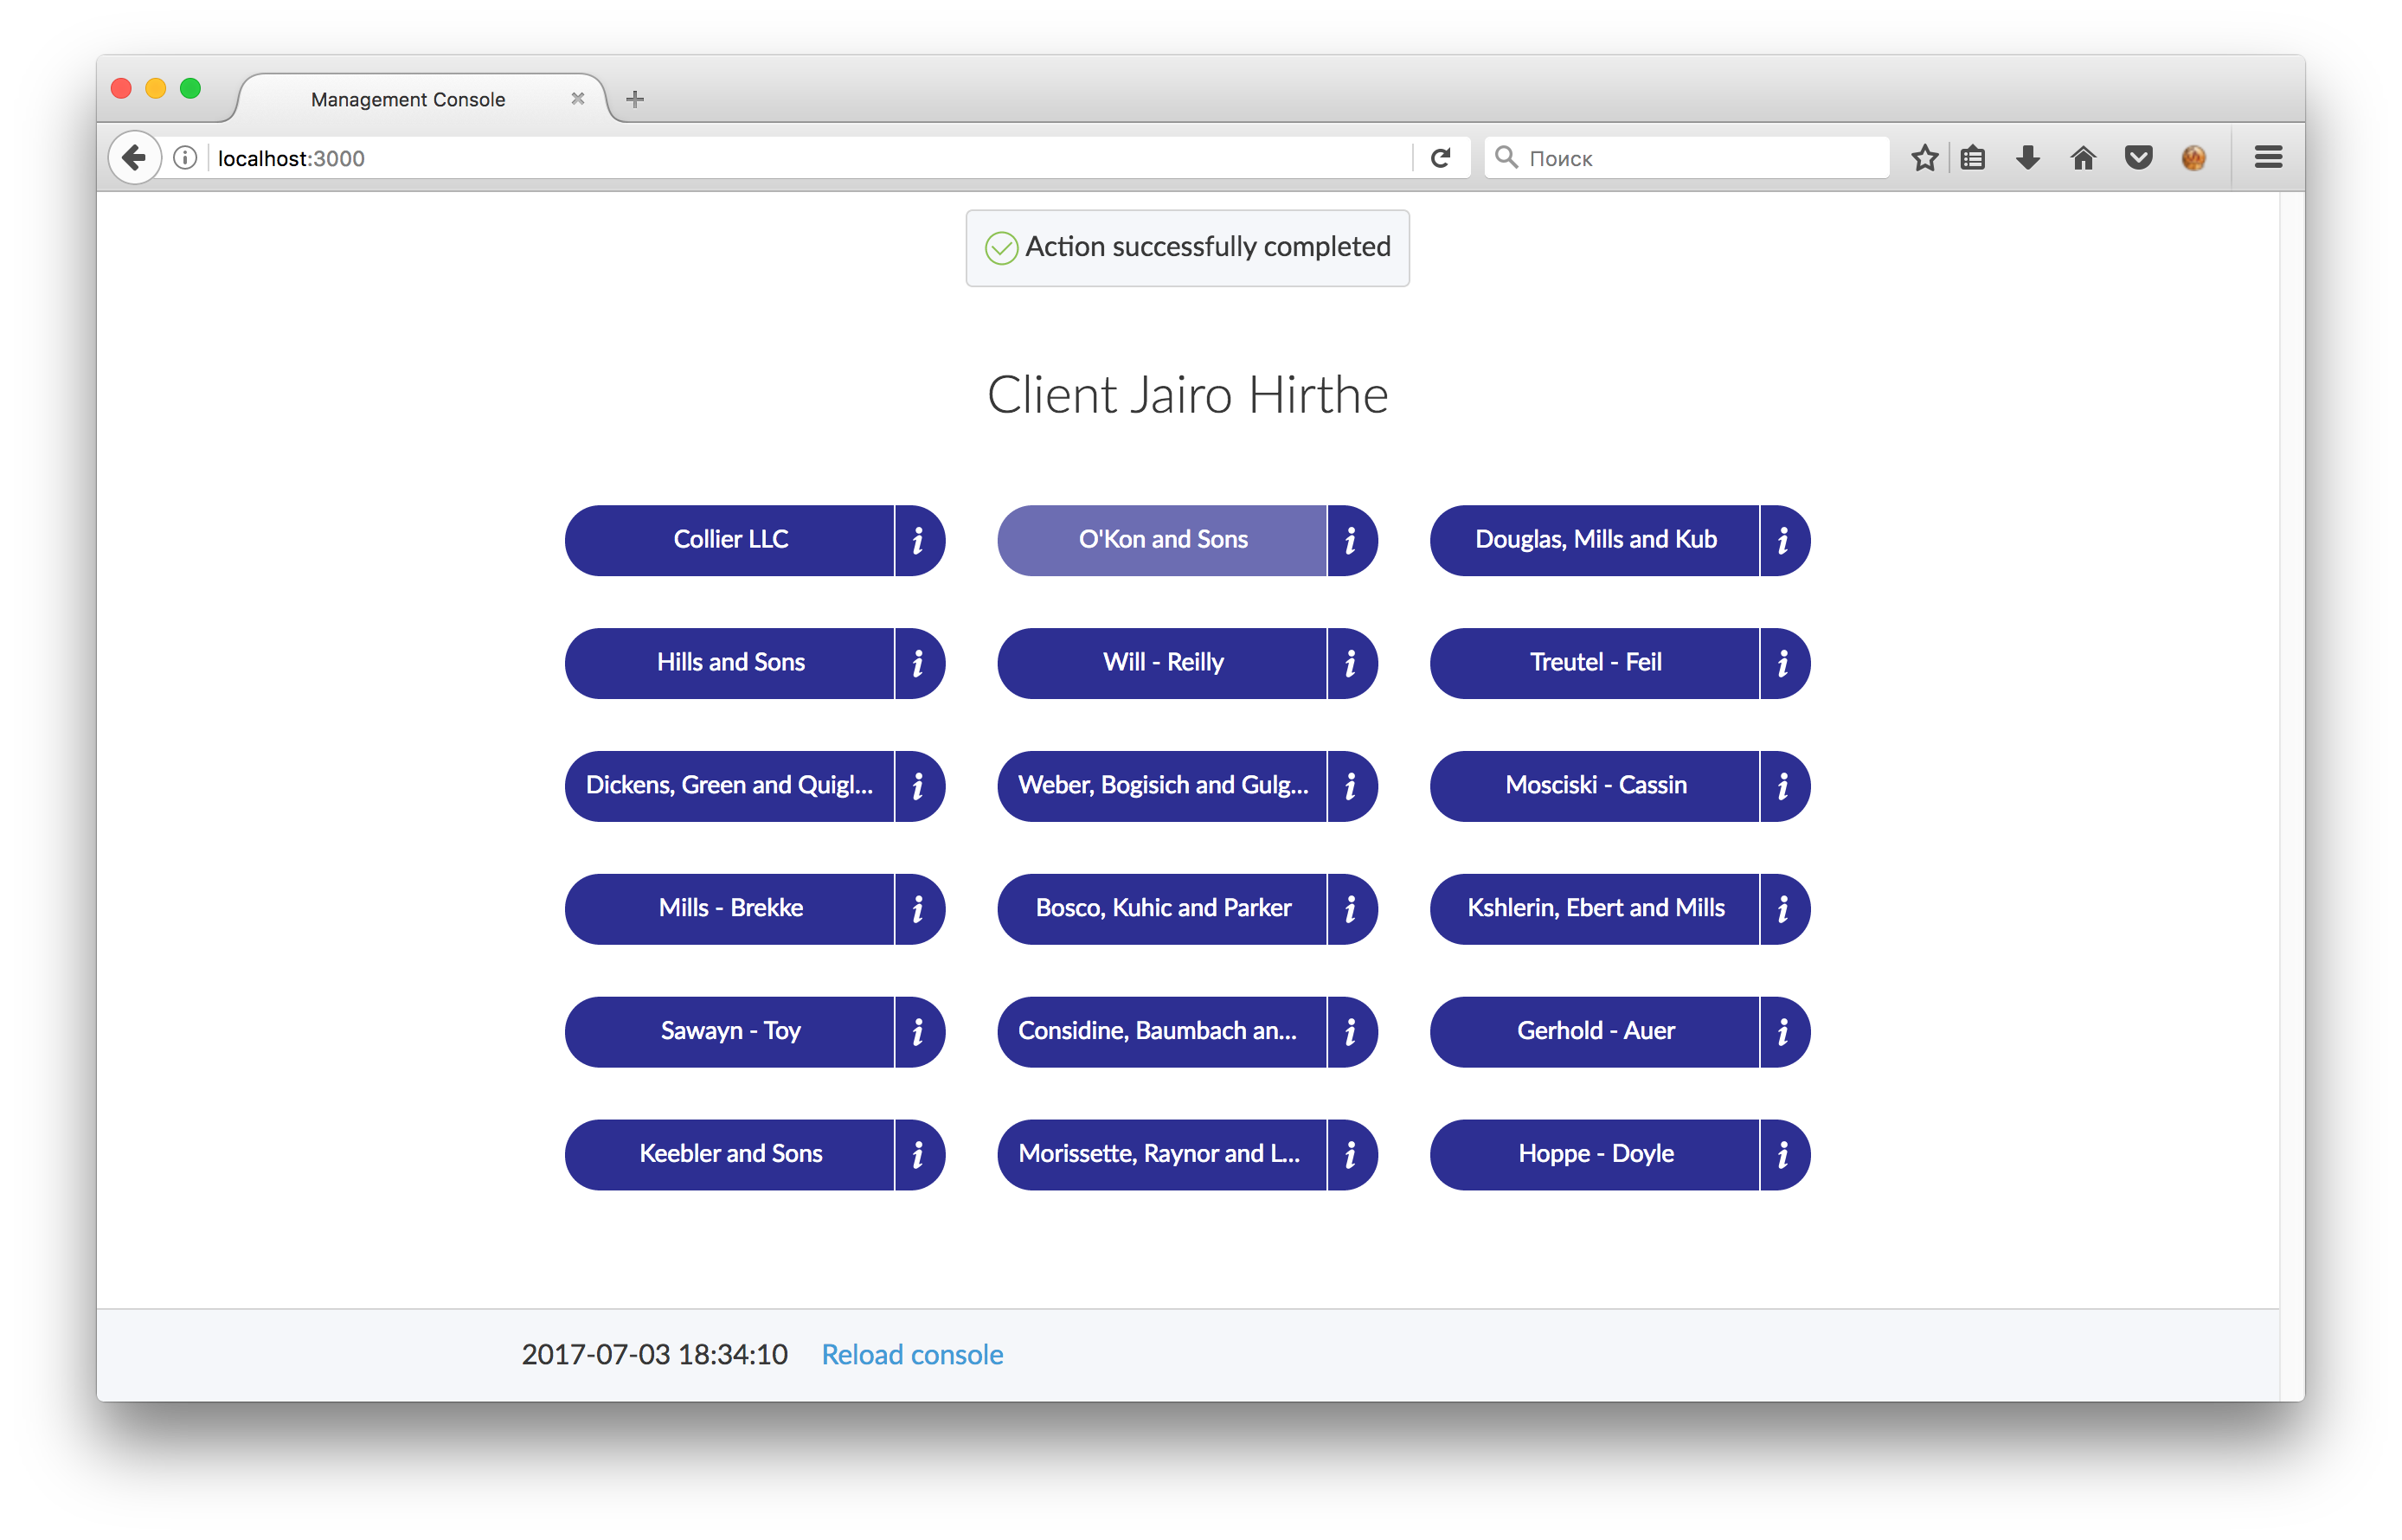 Management Console
localhost:3000
Поиск
Action successfully completed
Client Jairo Hirthe
Collier LLC i O'Kon and Sons i Douglas, Mills and Kub i
Hills and Sons i Will - Reilly i Treutel - Feil i
Dickens, Green and Quigl... i Weber, Bogisich and Gulg... i Mosciski - Cassin i
Mills - Brekke i Bosco, Kuhic and Parker i Kshlerin, Ebert and Mills i
Sawayn - Toy i Considine, Baumbach an... i Gerhold - Auer i
Keebler and Sons i Morissette, Raynor and L... i Hoppe - Doyle i
2017-07-03 18:34:10 Reload console